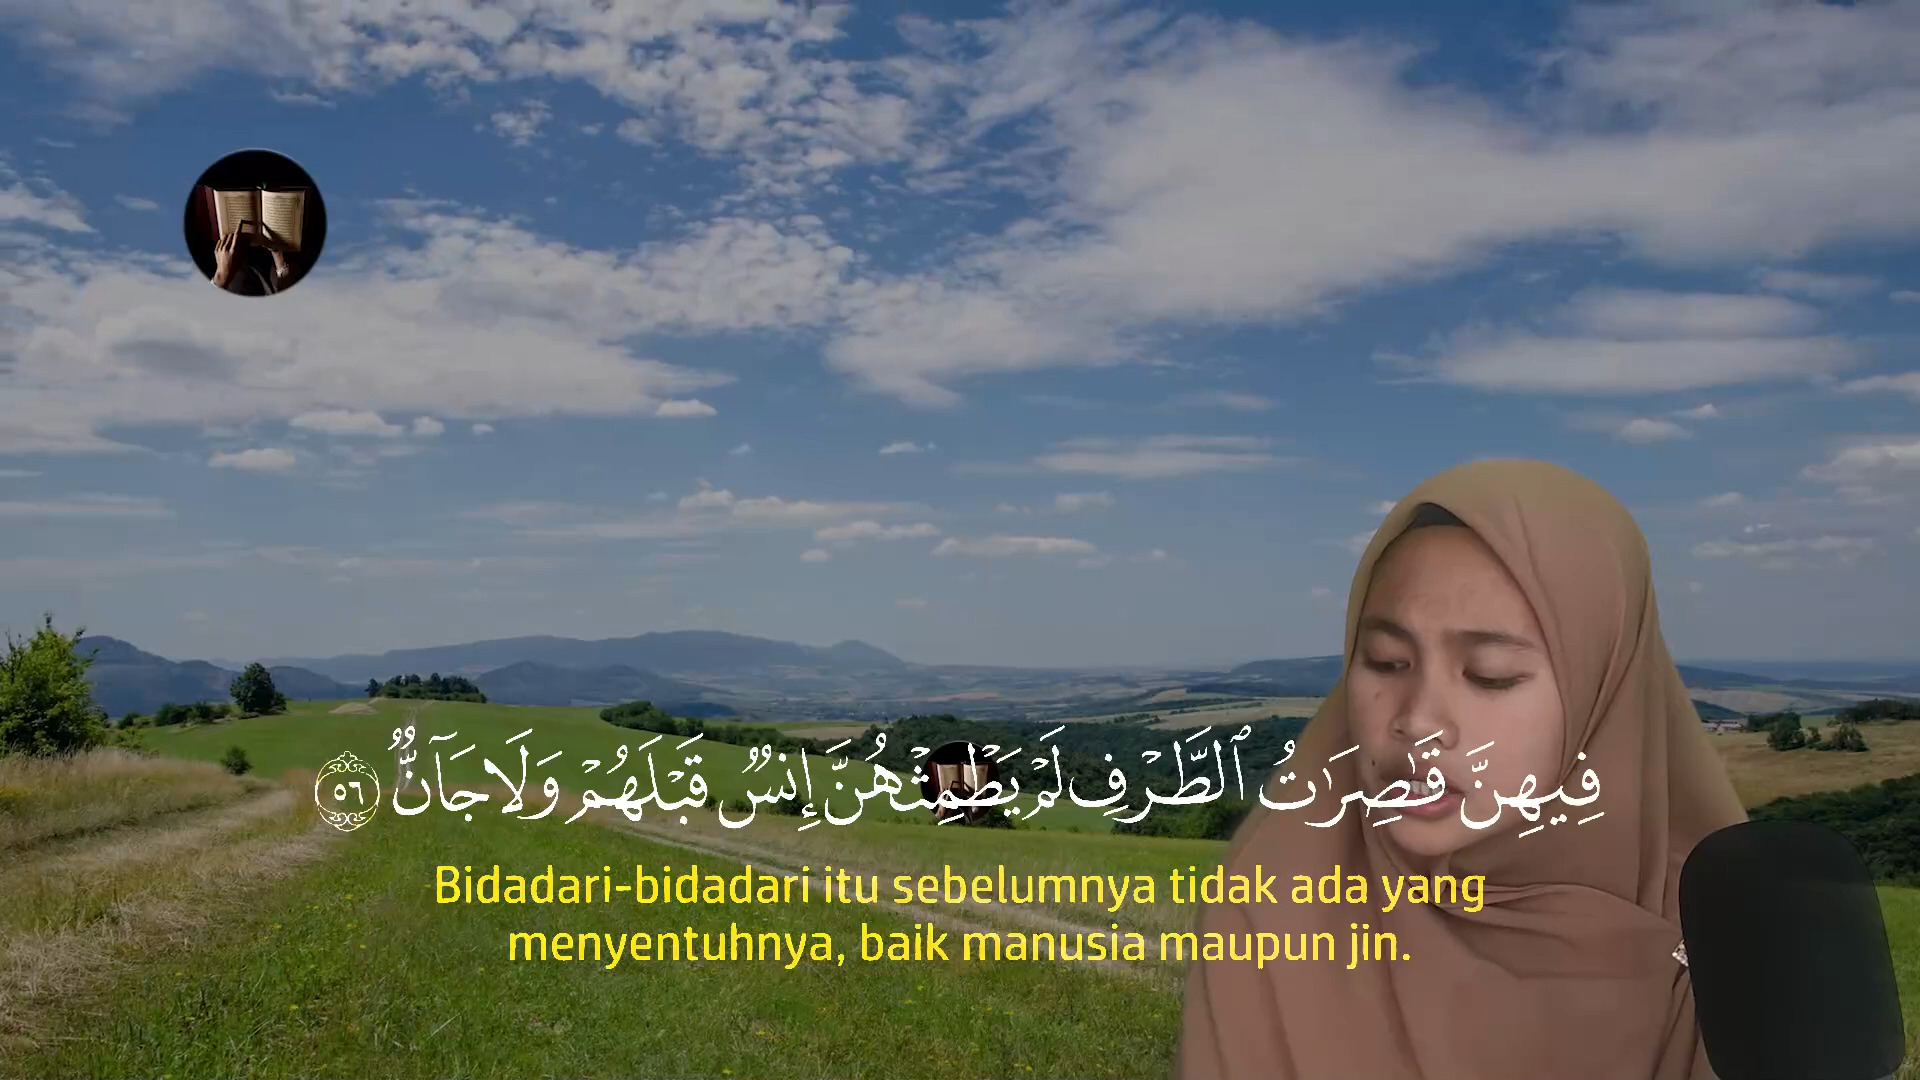 فِيهِنَّ قَٰصِرَٰتُ ٱلطَّرْفِ لَمْ يَطْمِثْهُنَّ إِنسٌ قَبْلَهُمْ وَلَا جَآنٌّ ٥٦
Bidadari-bidadari itu sebelumnya tidak ada yang
menyentuhnya, baik manusia maupun jin.